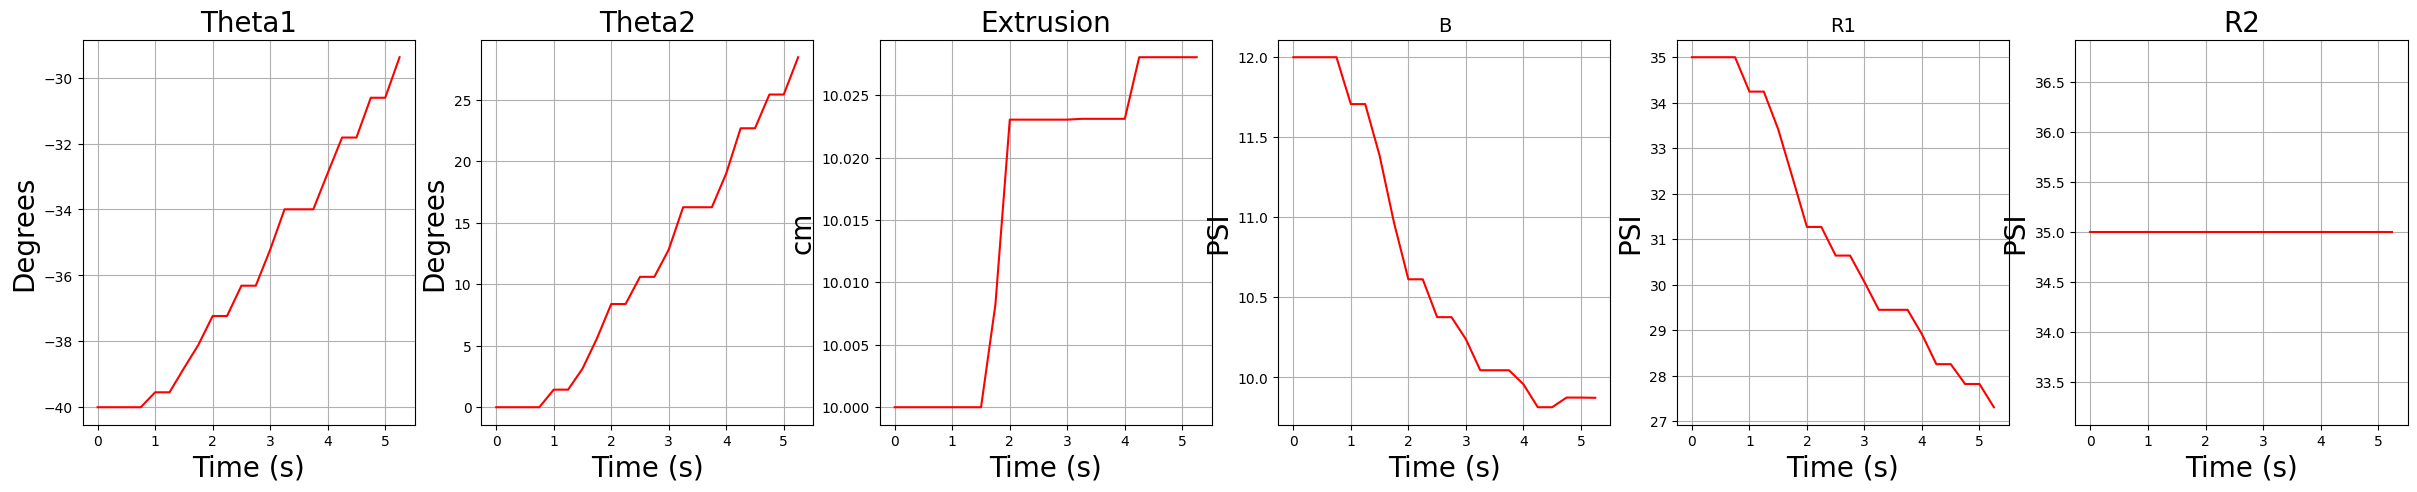 Theta1
Degrees
−30
−32
−34
−36
−38
−40
0 1 2 3 4 5
Time (s)
Theta2
Degrees
25
20
15
10
5
0
0 1 2 3 4 5
Time (s)
Extrusion
cm
10.025
10.020
10.015
10.010
10.005
10.000
0 1 2 3 4 5
Time (s)
B
PSI
12.0
11.5
11.0
10.5
10.0
0 1 2 3 4 5
Time (s)
R1
PSI
35
34
33
32
31
30
29
28
27
0 1 2 3 4 5
Time (s)
R2
PSI
36.5
36.0
35.5
35.0
34.5
34.0
33.5
0 1 2 3 4 5
Time (s)